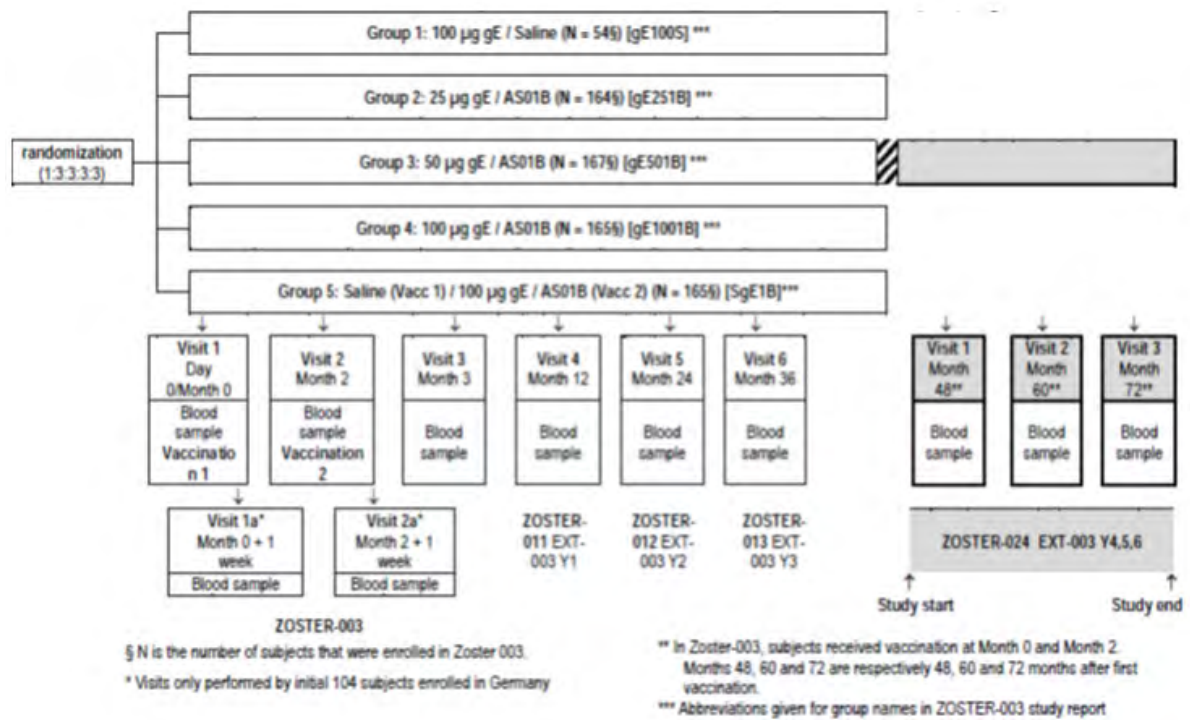 Group 1: 100 µg gE / Saline (N = 54§) [gE100S] ***
Group 2: 25 µg gE / AS01B (N = 164§) [gE251B] ***
randomization
(1:3:3:3:3)
Group 3: 50 µg gE / AS01B (N = 167§) [gE501B] ***
Group 4: 100 µg gE / AS01B (N = 165§) [gE1001B] ***
Group 5: Saline (Vacc 1) / 100 µg gE / AS01B (Vacc 2) (N = 165§) [SgE1B]***
Visit 1
Day
0/Month 0
Blood
sample
Vaccinatio
n 1
Visit 2
Month 2
Blood
sample
Vaccination
2
Visit 3
Month 3
Blood
sample
Visit 4
Month 12
Blood
sample
Visit 5
Month 24
Blood
sample
Visit 6
Month 36
Blood
sample
Visit 1
Month
48**
Blood
sample
Visit 2
Month
60**
Blood
sample
Visit 3
Month
72**
Blood
sample
Visit 1a*
Month 0 + 1
week
Blood sample
Visit 2a*
Month 2 + 1
week
Blood sample
ZOSTER-
011 EXT-
003 Y1
ZOSTER-
012 EXT-
003 Y2
ZOSTER-
013 EXT-
003 Y3
ZOSTER-024 EXT-003 Y4,5,6
Study start
Study end
ZOSTER-003
§ N is the number of subjects that were enrolled in Zoster 003.
* Visits only performed by initial 104 subjects enrolled in Germany
** In Zoster-003, subjects received vaccination at Month 0 and Month 2.
Months 48, 60 and 72 are respectively 48, 60 and 72 months after first
vaccination.
*** Abbreviations given for group names in ZOSTER-003 study report